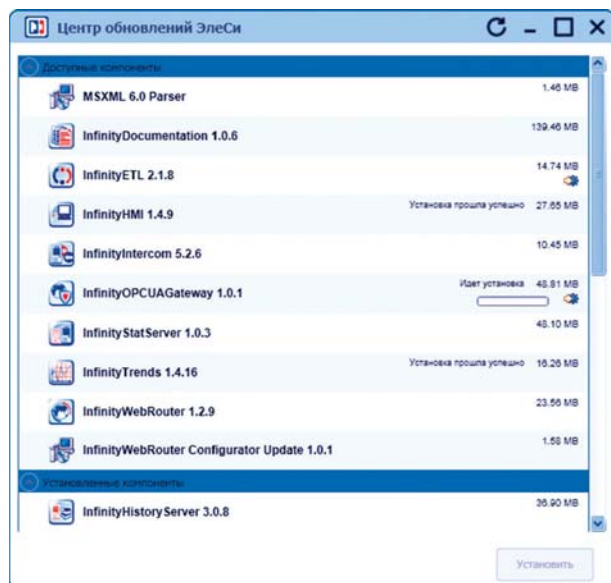 Центр обновлений ЭлеСи
Доступные компоненты
MSXML 6.0 Parser 1.46 MB
InfinityDocumentation 1.0.6 139.46 MB
InfinityETL 2.1.8 14.74 MB
InfinityHMI 1.4.9 Установка прошла успешно 27.65 MB
InfinityIntercom 5.2.6 10.45 MB
InfinityOPCUAGateway 1.0.1 Идет установка 48.81 MB
InfinityStatServer 1.0.3 48.10 MB
InfinityTrends 1.4.16 Установка прошла успешно 16.26 MB
InfinityWebRouter 1.2.9 23.56 MB
InfinityWebRouter Configurator Update 1.0.1 1.58 MB
Установленные компоненты
InfinityHistoryServer 3.0.8 36.90 MB
Установить